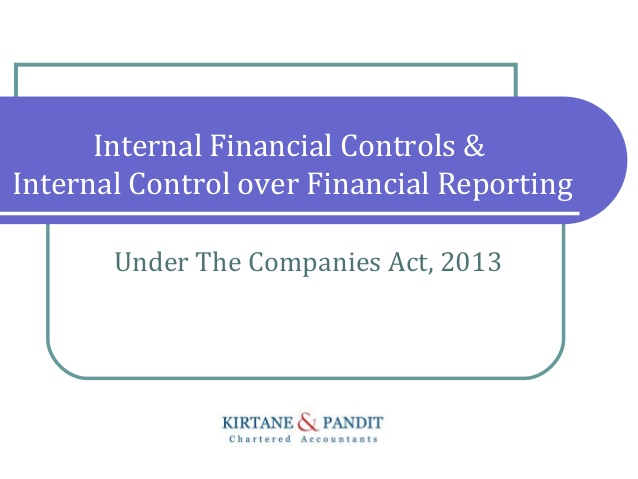 Internal Financial Controls &
Internal Control over Financial Reporting
Under The Companies Act, 2013
KIRTANE & PANDIT
Chartered Accountants